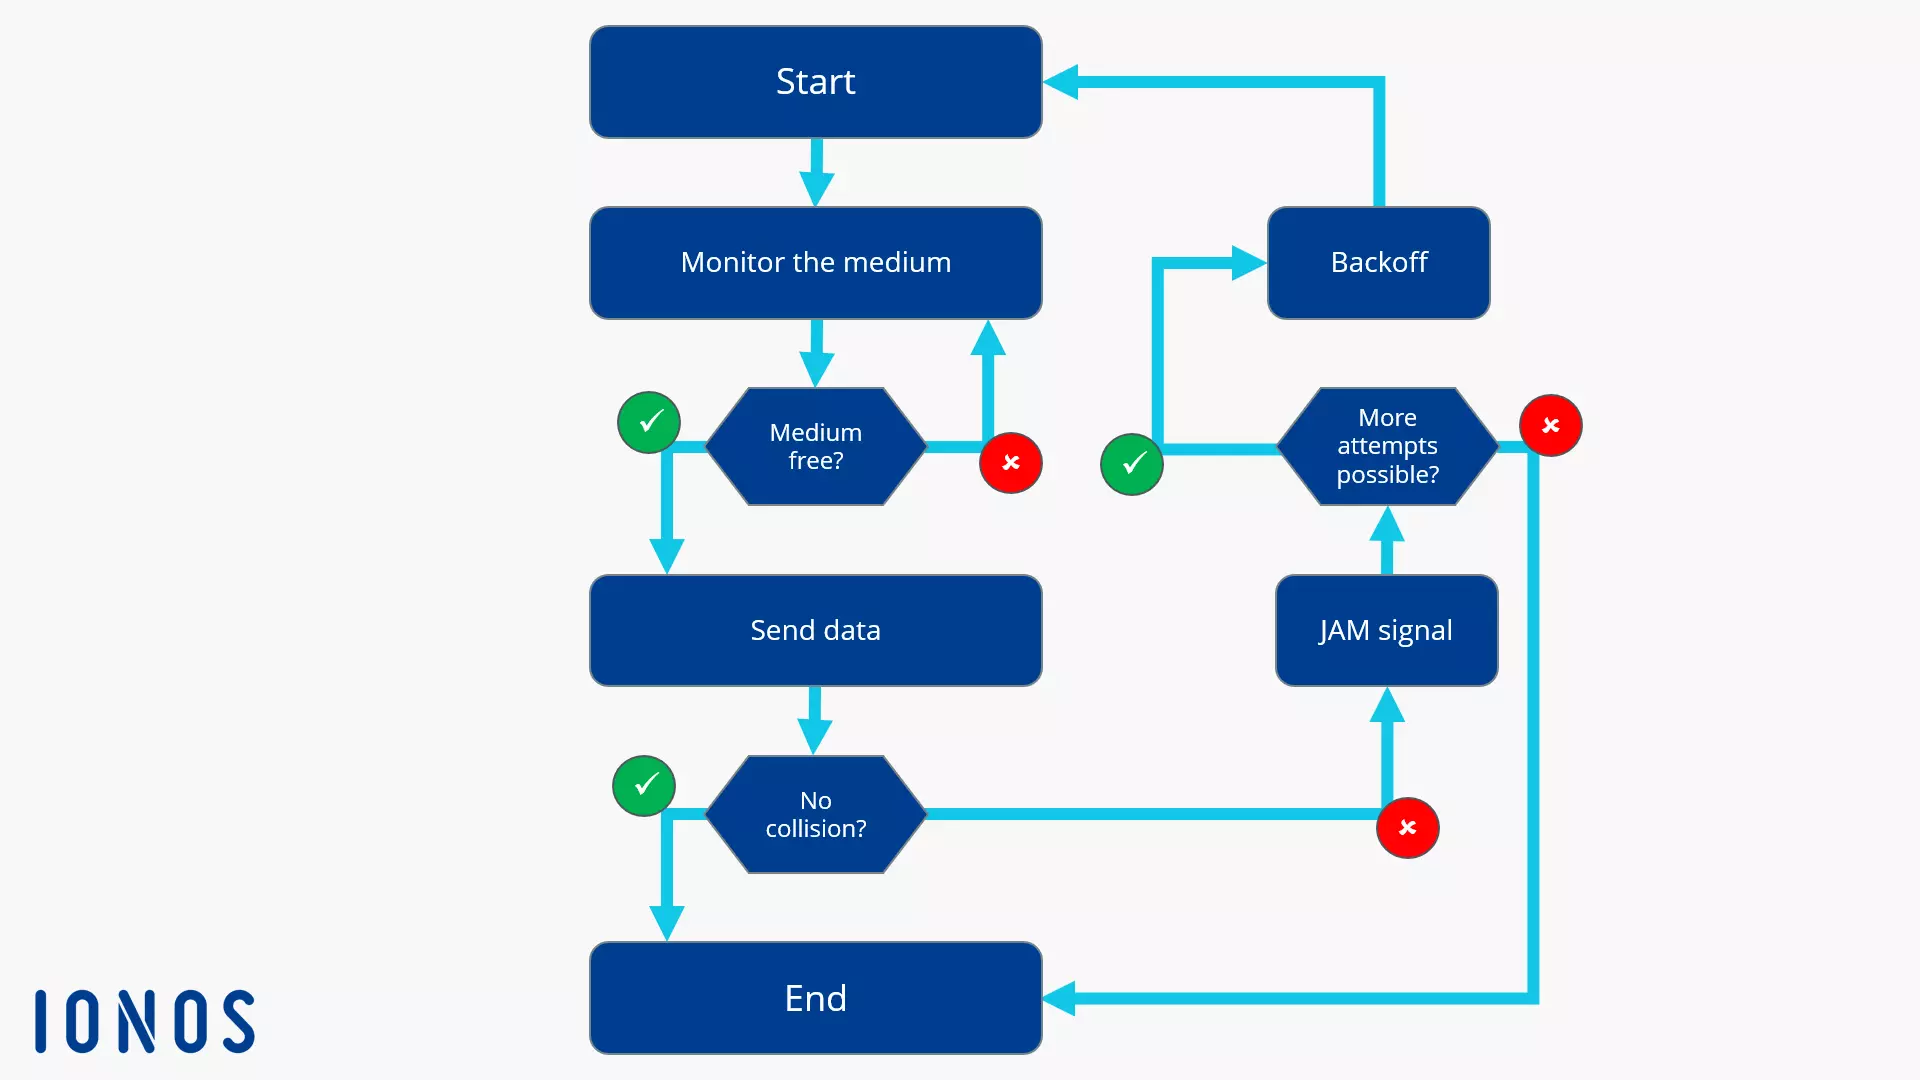 Start
Monitor the medium
Backoff
Medium
free?
More
attempts
possible?
Send data
JAM signal
No
collision?
End
IONOS